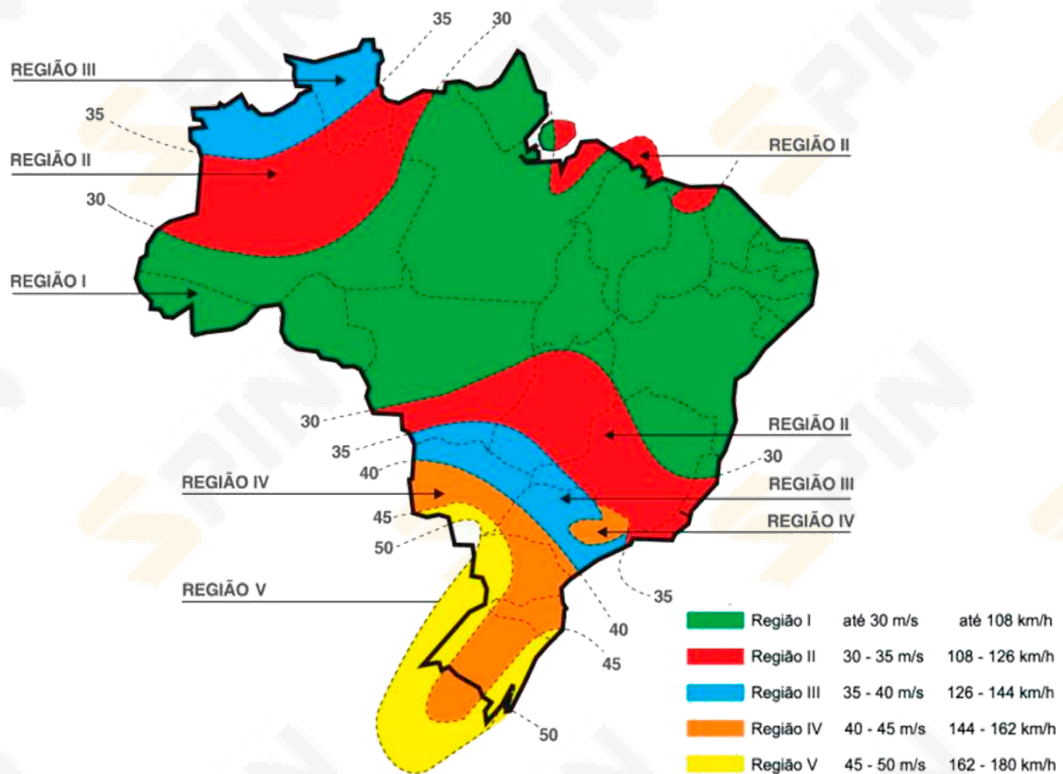 35
30
REGIÃO III
35
REGIÃO II
REGIÃO II
30
REGIÃO I
30
REGIÃO II
35
30
40
REGIÃO IV
REGIÃO III
45
REGIÃO IV
50
REGIÃO V
35
40
45
50
Região I até 30 m/s até 108 km/h
Região II 30 - 35 m/s 108 - 126 km/h
Região III 35 - 40 m/s 126 - 144 km/h
Região IV 40 - 45 m/s 144 - 162 km/h
Região V 45 - 50 m/s 162 - 180 km/h
SPIN